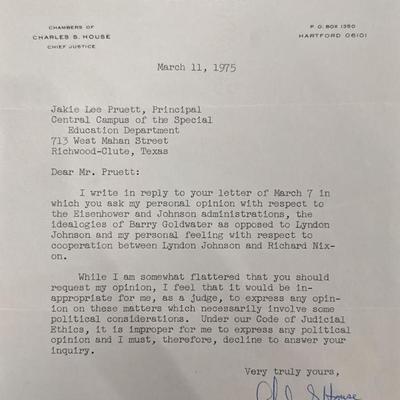 CHAMBERS OF
CHARLES S. HOUSE
CHIEF JUSTICE
P. O. BOX 1350
HARTFORD 06101
March 11, 1975
Jakie Lee Pruett, Principal
Central Campus of the Special
Education Department
713 West Mahan Street
Richwood-Clute, Texas
Dear Mr. Pruett:
I write in reply to your letter of March 7 in
which you ask my personal opinion with respect to
the Eisenhower and Johnson administrations, the
idealogies of Barry Goldwater as opposed to Lyndon
Johnson and my personal feeling with respect to
cooperation between Lyndon Johnson and Richard Nix-
on.
While I am somewhat flattered that you should
request my opinion, I feel that it would be in-
appropriate for me, as a judge, to express any opin-
ion on these matters which necessarily involve some
political considerations. Under our Code of Judicial
Ethics, it is improper for me to express any political
opinion and I must, therefore, decline to answer your
inquiry.
Very truly yours,
S House